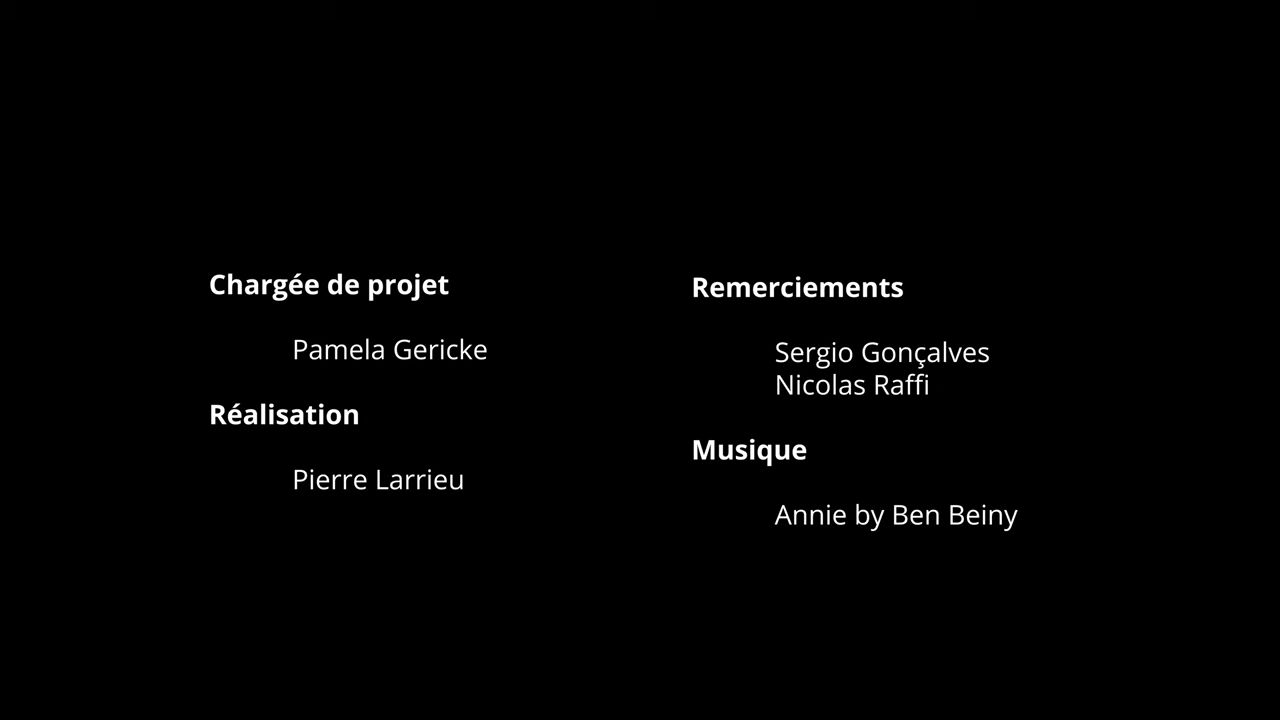 Chargée de projet
Pamela Gericke
Réalisation
Pierre Larrieu
Remerciements
Sergio Gonçalves
Nicolas Raffi
Musique
Annie by Ben Beiny